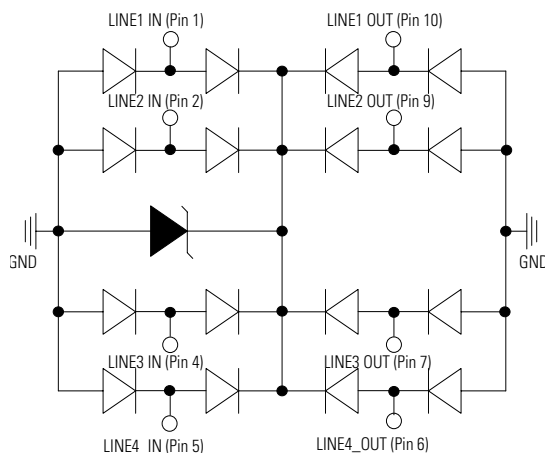 LINE1 IN (Pin 1)
LINE1 OUT (Pin 10)
LINE2 IN (Pin 2)
LINE2 OUT (Pin 9)
GND
GND
LINE3 IN (Pin 4)
LINE3 OUT (Pin 7)
LINE4 IN (Pin 5)
LINE4_OUT (Pin 6)